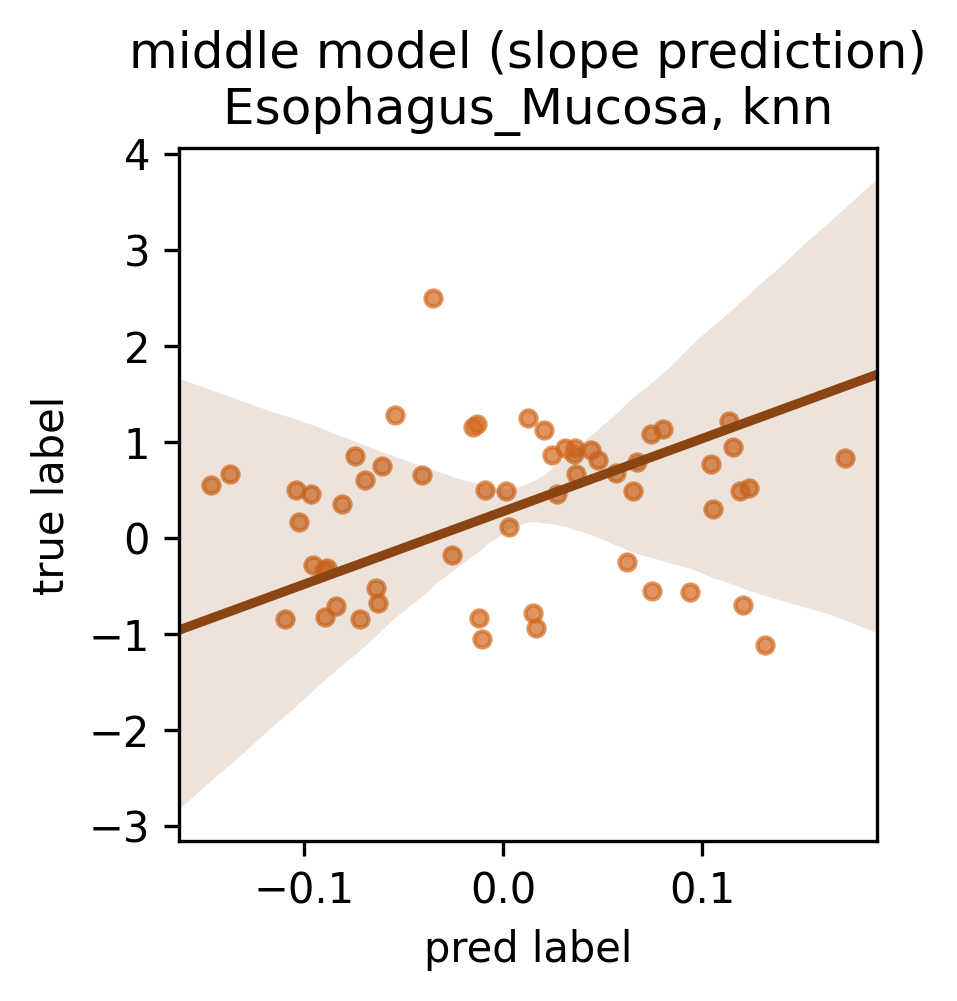 middle model (slope prediction)
Esophagus_Mucosa, knn
4
3
2
1
0
−1
−2
−3
true label
−0.1 0.0 0.1
pred label